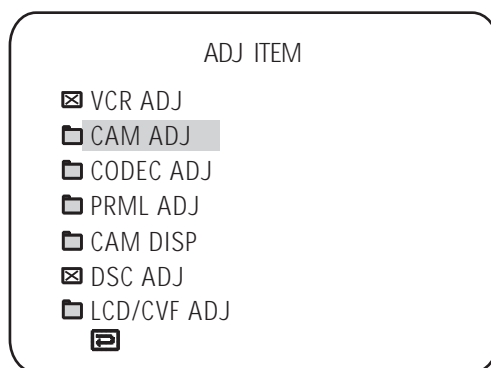 ADJ ITEM
VCR ADJ
CAM ADJ
CODEC ADJ
PRML ADJ
CAM DISP
DSC ADJ
LCD/CVF ADJ